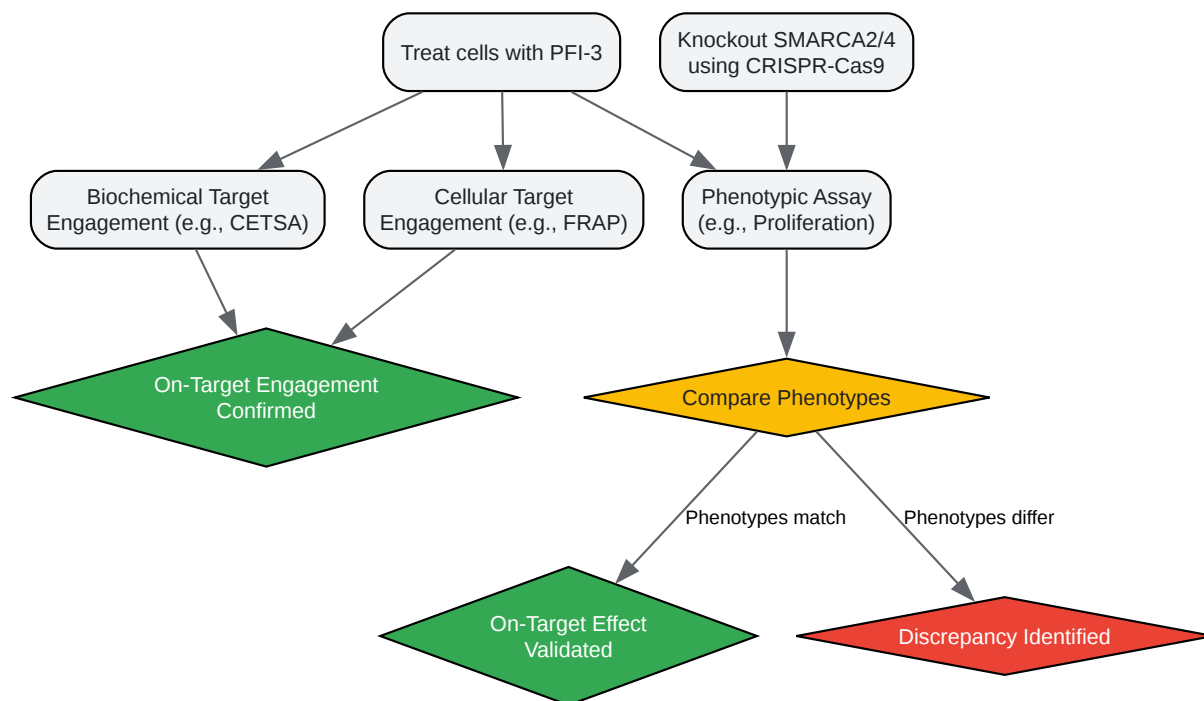 Treat cells with PFI-3
Knockout SMARCA2/4
using CRISPR-Cas9
Biochemical Target
Engagement (e.g., CETSA)
Cellular Target
Engagement (e.g., FRAP)
Phenotypic Assay
(e.g., Proliferation)
On-Target Engagement
Confirmed
Compare Phenotypes
Phenotypes match
Phenotypes differ
On-Target Effect
Validated
Discrepancy Identified